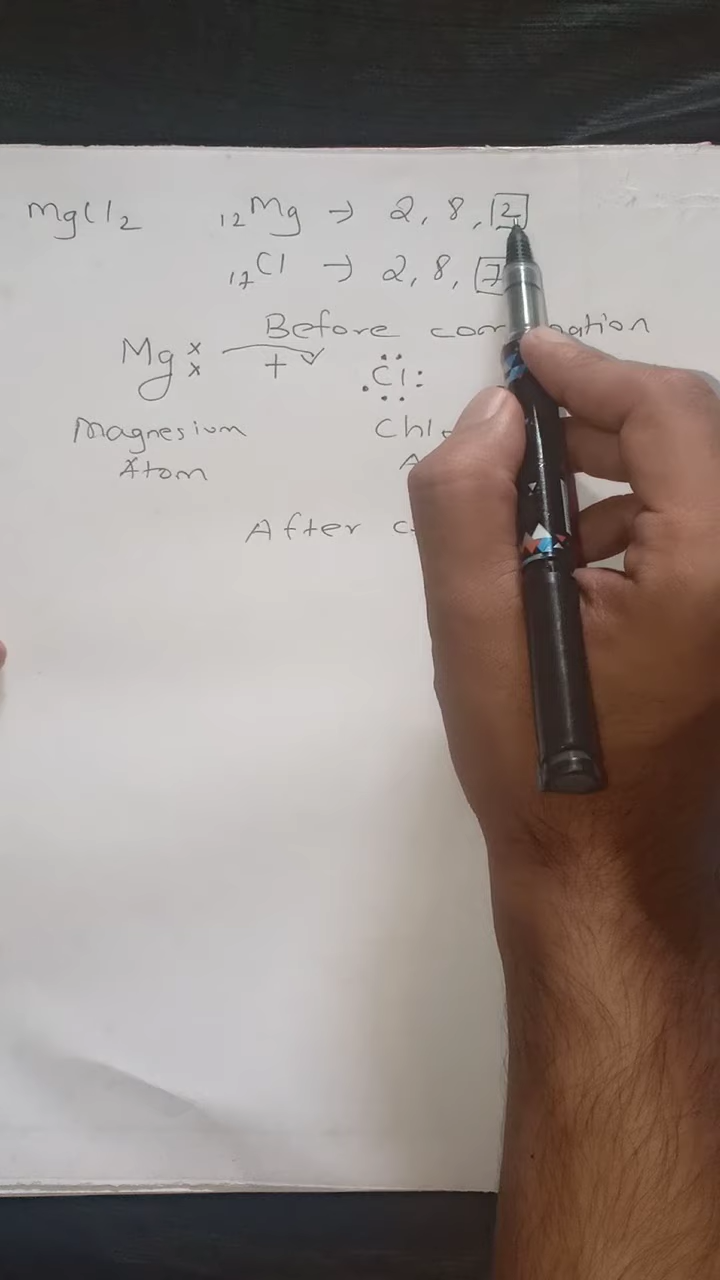 MgCl₂ ₁₂Mg → 2, 8, 2
₁₇Cl → 2, 8, 7
Before
Mg ×× + Cl
Magnesium
Atom
After